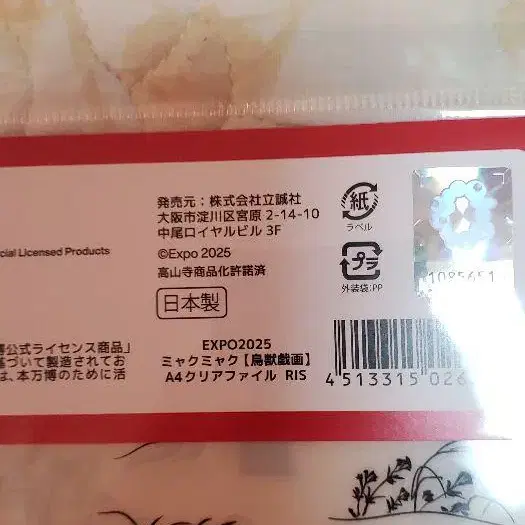 発売元：株式会社立誠社
大阪市淀川区宮原 2-14-10
中尾ロイヤルビル 3F
紙
ラベル
cial Licensed Products
©Expo 2025
高山寺商品化許諾済
プラ
外装袋:PP
1085651
日本製
公式ライセンス商品」
基づいて製造されてお
は、本万博のために活
EXPO2025
ミャクミャク【鳥獣戯画】
A4クリアファイル RIS
4 513315 026